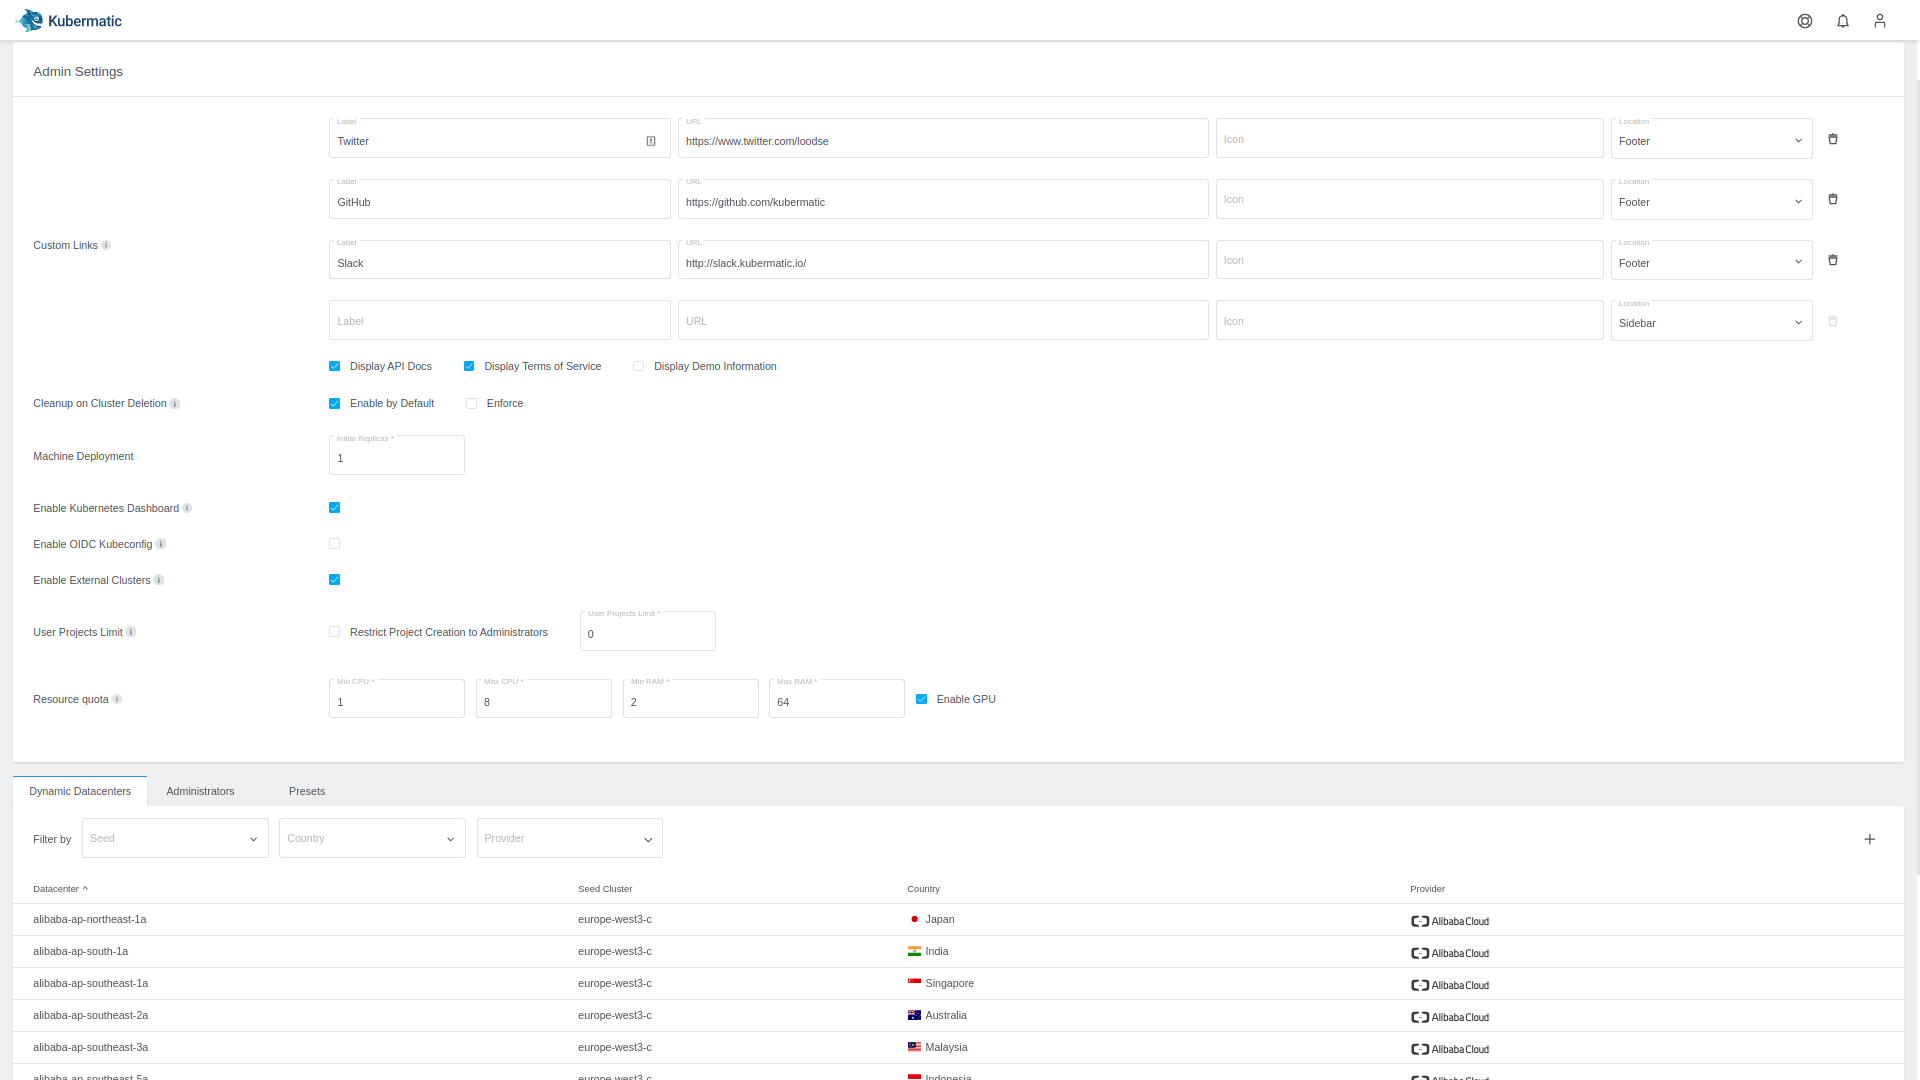 Kubermatic
Admin Settings
Custom Links
Label
Twitter
URL
https://www.twitter.com/loodse
Icon
Location
Footer
Label
GitHub
URL
https://github.com/kubermatic
Icon
Location
Footer
Label
Slack
URL
http://slack.kubermatic.io/
Icon
Location
Footer
Label
URL
Icon
Location
Sidebar
Display API Docs
Display Terms of Service
Display Demo Information
Cleanup on Cluster Deletion
Enable by Default
Enforce
Machine Deployment
Initial Replicas *
1
Enable Kubernetes Dashboard
Enable OIDC Kubeconfig
Enable External Clusters
User Projects Limit
Restrict Project Creation to Administrators
User Projects Limit *
0
Resource quota
Min CPU *
1
Max CPU *
8
Min RAM *
2
Max RAM *
64
Enable GPU
Dynamic Datacenters
Administrators
Presets
Filter by
Seed
Country
Provider
Datacenter
Seed Cluster
Country
Provider
alibaba-ap-northeast-1a
europe-west3-c
Japan
Alibaba Cloud
alibaba-ap-south-1a
europe-west3-c
India
Alibaba Cloud
alibaba-ap-southeast-1a
europe-west3-c
Singapore
Alibaba Cloud
alibaba-ap-southeast-2a
europe-west3-c
Australia
Alibaba Cloud
alibaba-ap-southeast-3a
europe-west3-c
Malaysia
Alibaba Cloud
alibaba-ap-southeast-5a
europe-west3-c
Indonesia
Alibaba Cloud